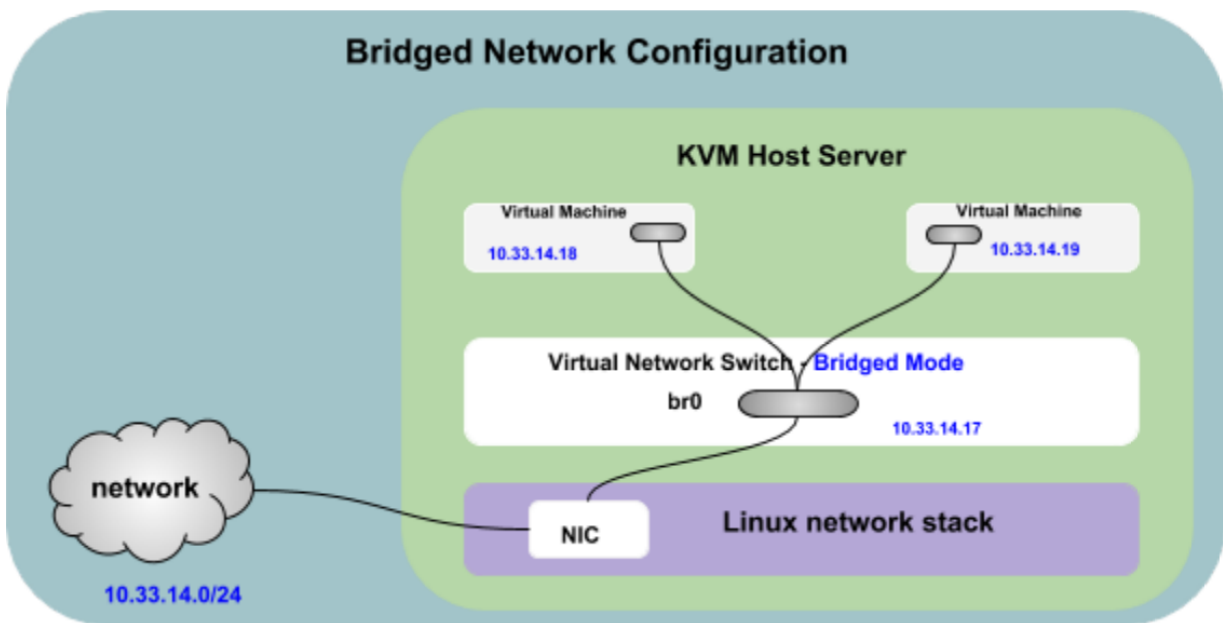 Bridged Network Configuration
KVM Host Server
Virtual Machine
10.33.14.18
Virtual Machine
10.33.14.19
Virtual Network Switch - Bridged Mode
br0
10.33.14.17
network
10.33.14.0/24
NIC
Linux network stack